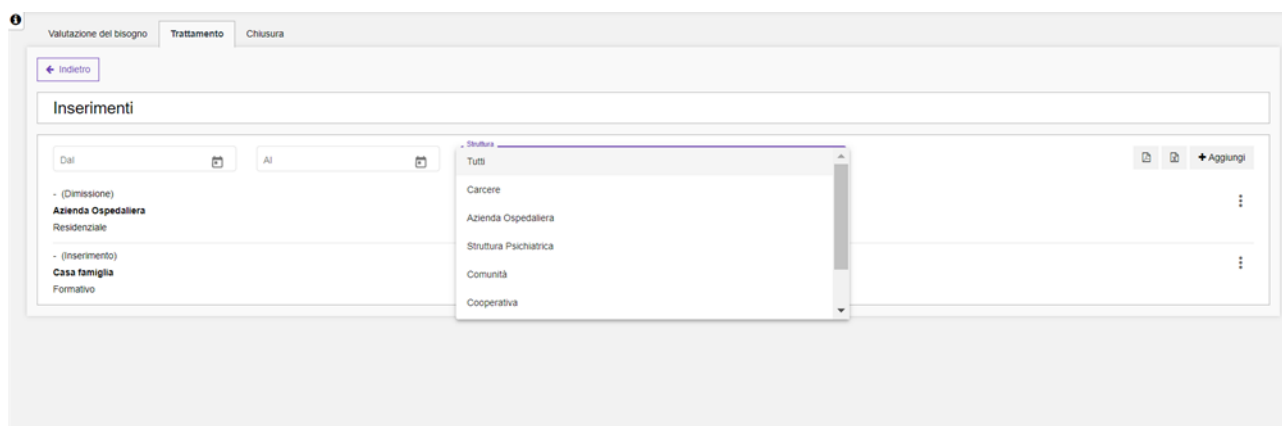 Valutazione del bisogno Trattamento Chiusura
Indietro
Inserimenti
Dal Al Struttura Aggiungi
Tutti
Carcere
Azienda Ospedaliera
Struttura Psichiatrica
Comunità
Cooperativa
- (Dimissione)
Azienda Ospedaliera
Residenziale
- (Inserimento)
Casa famiglia
Formativo